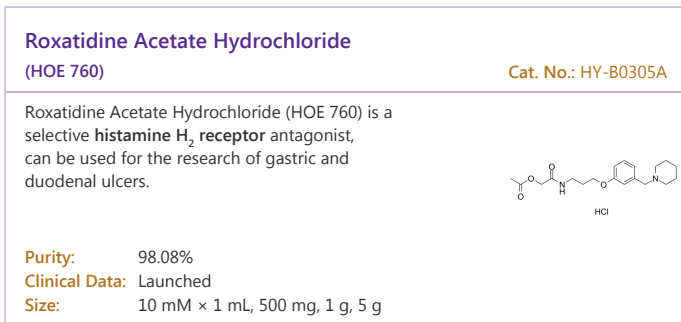 Roxatidine Acetate Hydrochloride
(HOE 760)
Cat. No.: HY-B0305A
Roxatidine Acetate Hydrochloride (HOE 760) is a
selective histamine H₂ receptor antagonist,
can be used for the research of gastric and
duodenal ulcers.
O
O
O
N
H
O
N
HCl
Purity: 98.08%
Clinical Data: Launched
Size: 10 mM × 1 mL, 500 mg, 1 g, 5 g